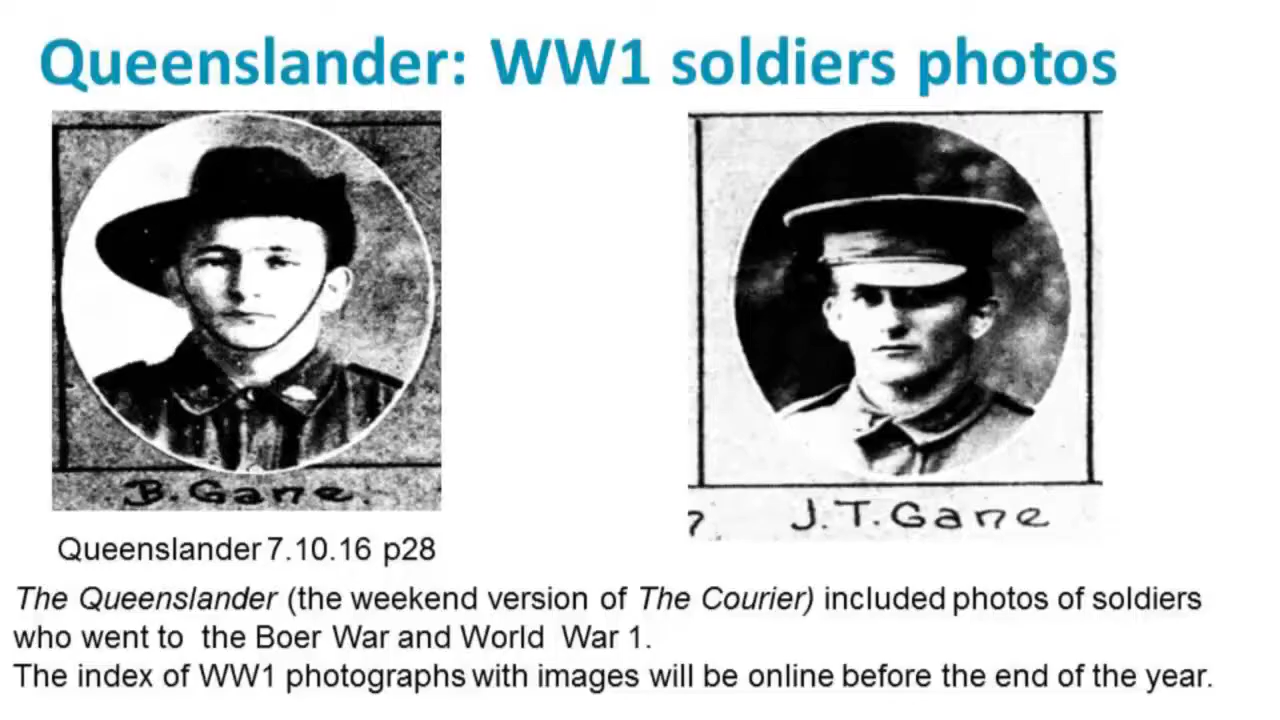 Queenslander: WW1 soldiers photos
B. Gane.
7 J.T. Gane
Queenslander 7.10.16 p28
The Queenslander (the weekend version of The Courier) included photos of soldiers
who went to the Boer War and World War 1.
The index of WW1 photographs with images will be online before the end of the year.